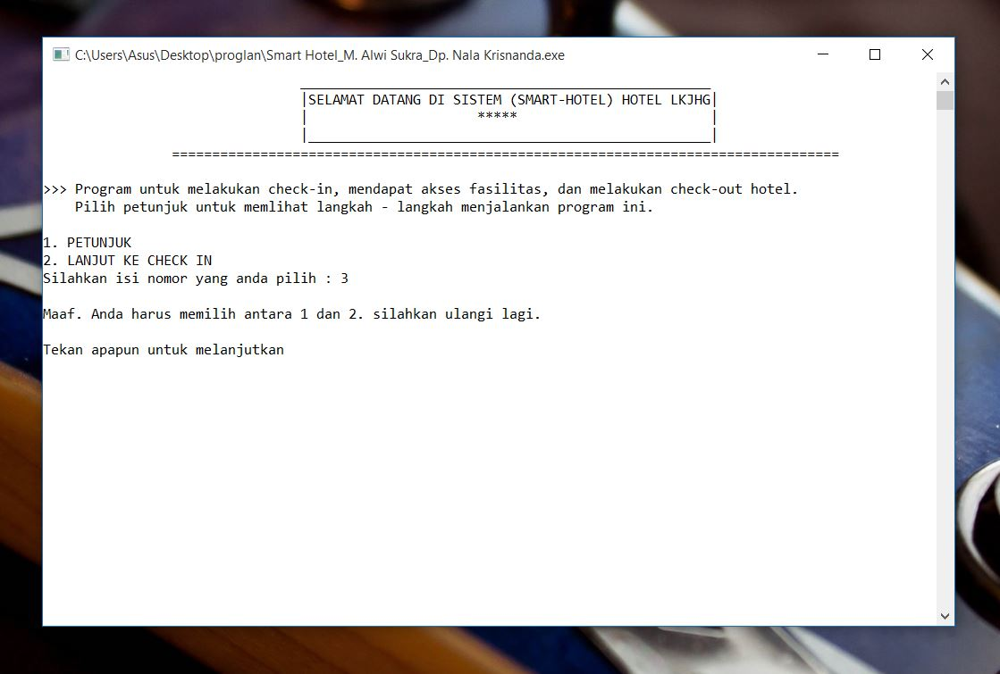 C:\Users\Asus\Desktop\proglan\Smart Hotel_M. Alwi Sukra_Dp. Nala Krisnanda.exe
|SELAMAT DATANG DI SISTEM (SMART-HOTEL) HOTEL LKJHG|
| ***** |
|__________________________________________________|
===================================================================================
>>> Program untuk melakukan check-in, mendapat akses fasilitas, dan melakukan check-out hotel.
Pilih petunjuk untuk memlihat langkah - langkah menjalankan program ini.
1. PETUNJUK
2. LANJUT KE CHECK IN
Silahkan isi nomor yang anda pilih : 3
Maaf. Anda harus memilih antara 1 dan 2. silahkan ulangi lagi.
Tekan apapun untuk melanjutkan